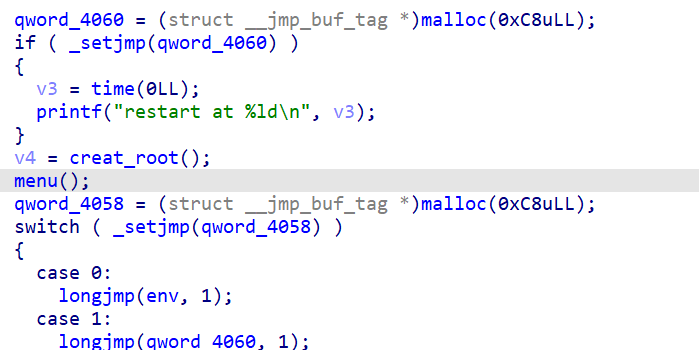 qword_4060 = (struct __jmp_buf_tag *)malloc(0xC8uLL);
if ( _setjmp(qword_4060) )
{
v3 = time(0LL);
printf("restart at %ld\n", v3);
}
v4 = creat_root();
menu();
qword_4058 = (struct __jmp_buf_tag *)malloc(0xC8uLL);
switch ( _setjmp(qword_4058) )
{
case 0:
longjmp(env, 1);
case 1:
longjmp(qword_4060, 1);